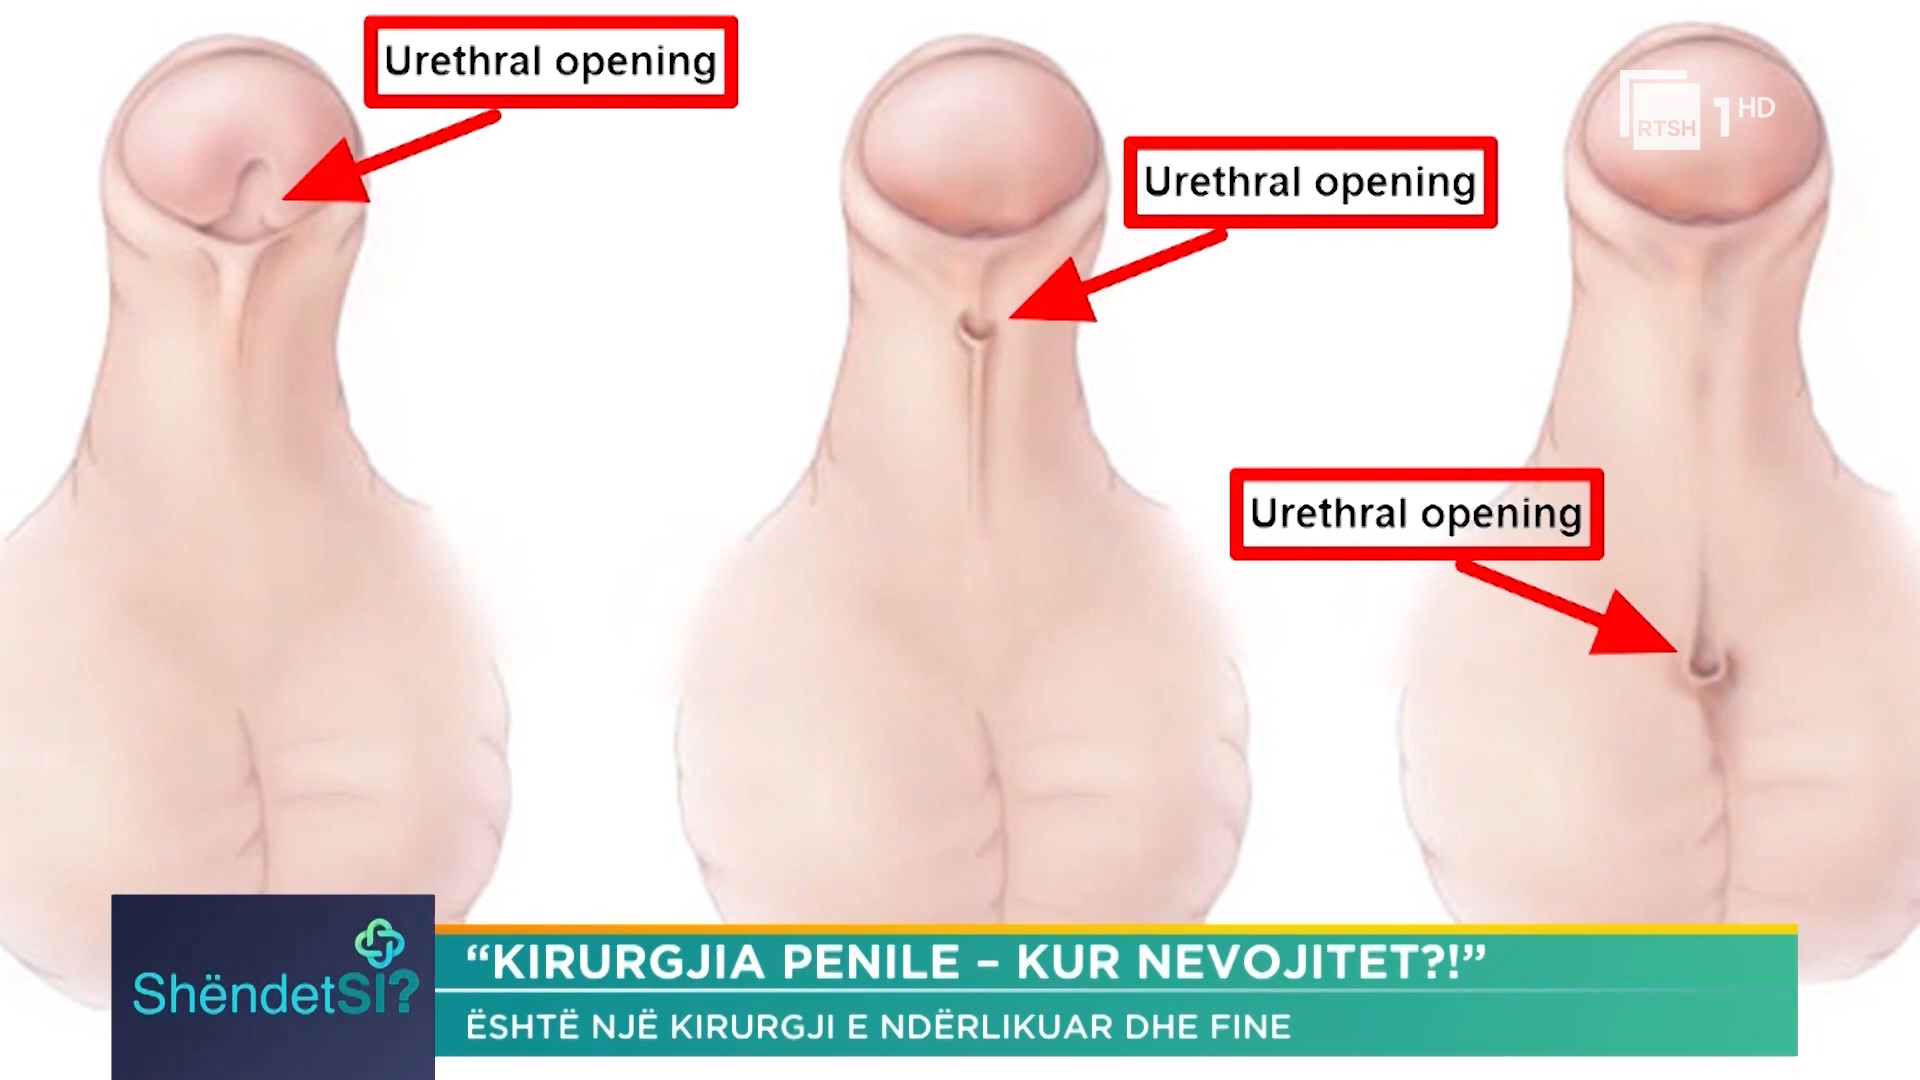 Urethral opening
RTSH 1 HD
Urethral opening
Urethral opening
ShëndetSI?
“KIRURGJIA PENILE – KUR NEVOJITET?!”
ËSHTË NJË KIRURGJI E NDËRLIKUAR DHE FINE